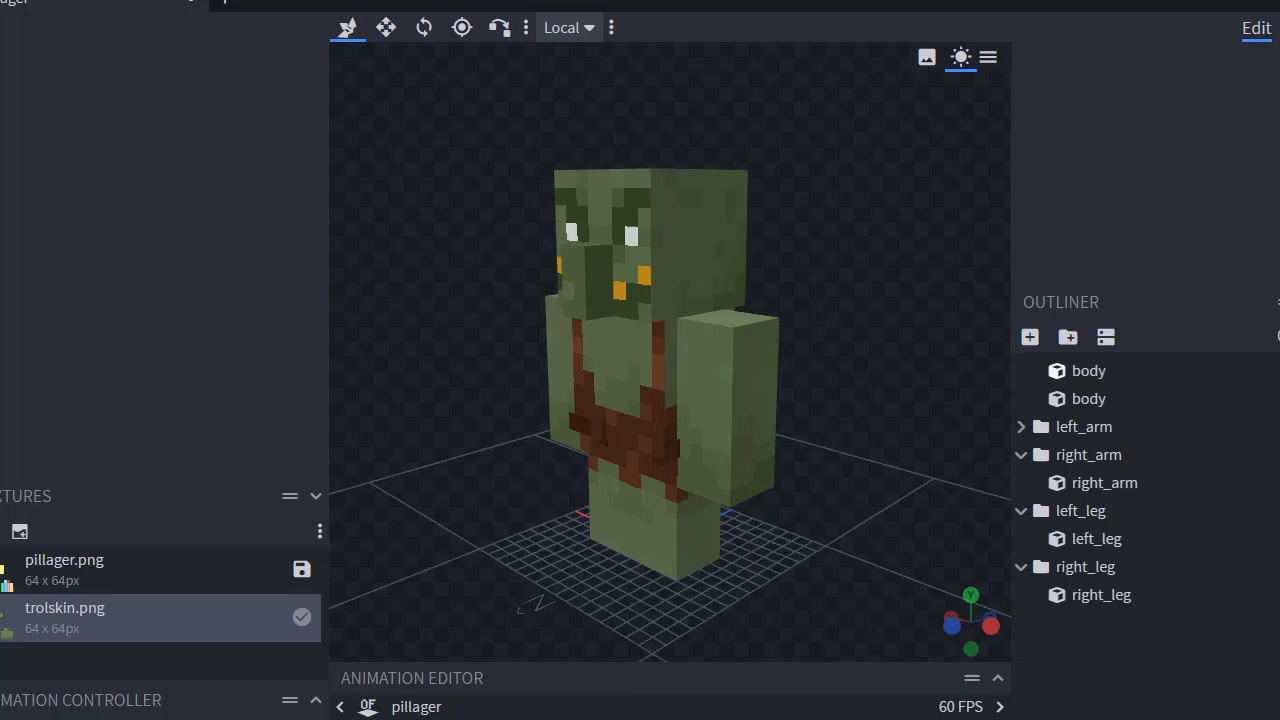 Local
Edit
OUTLINER
body
body
left_arm
right_arm
right_arm
left_leg
left_leg
right_leg
right_leg
XTURES
pillager.png
64 x 64px
trolskin.png
64 x 64px
MATION CONTROLLER
Z
Y
ANIMATION EDITOR
OF
pillager
60 FPS